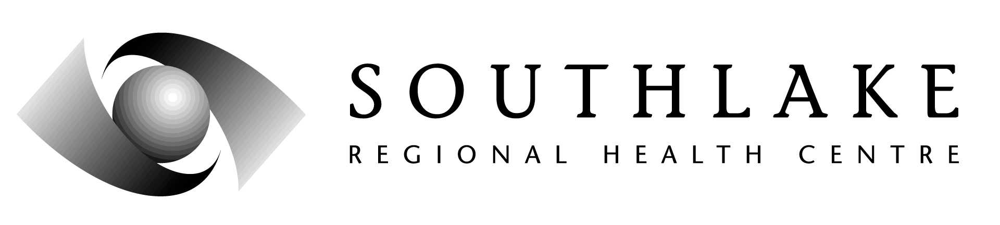 SOUTHLAKE
REGIONAL HEALTH CENTRE